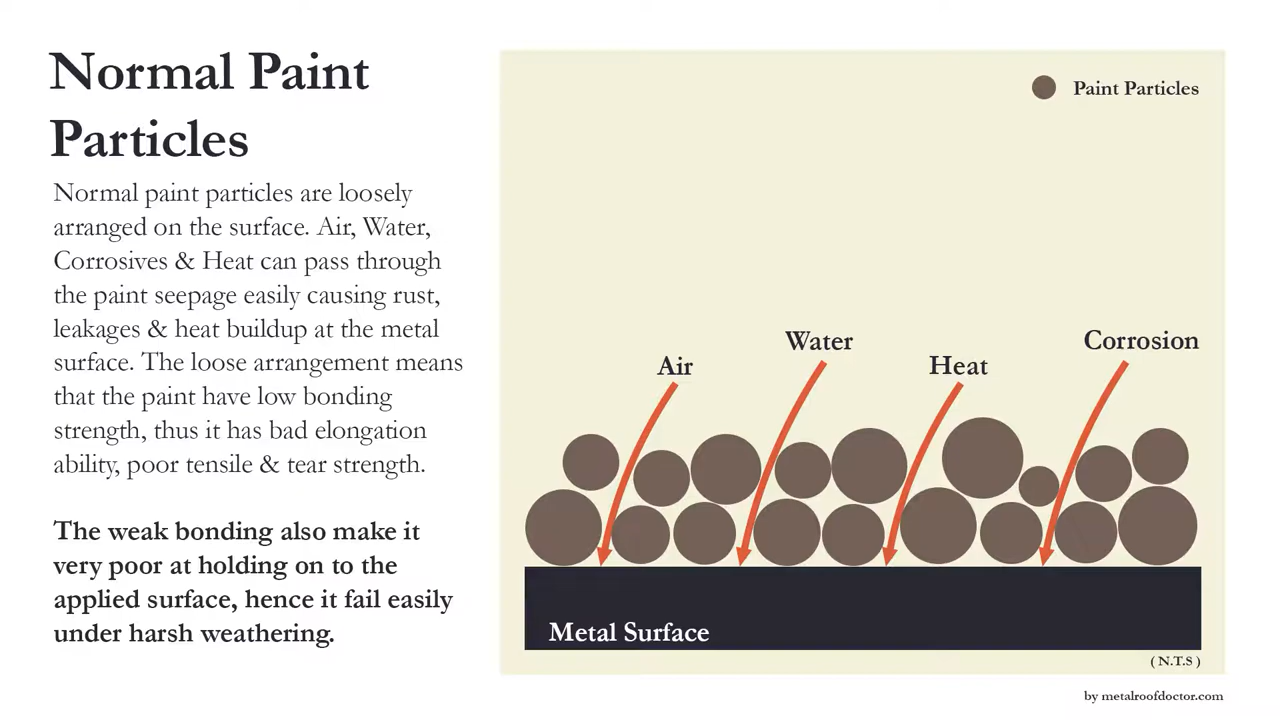 Normal Paint
Particles
Normal paint particles are loosely
arranged on the surface. Air, Water,
Corrosives & Heat can pass through
the paint seepage easily causing rust,
leakages & heat buildup at the metal
surface. The loose arrangement means
that the paint have low bonding
strength, thus it has bad elongation
ability, poor tensile & tear strength.
The weak bonding also make it
very poor at holding on to the
applied surface, hence it fail easily
under harsh weathering.
Paint Particles
Air
Water
Heat
Corrosion
Metal Surface
( N.T.S )
by metalroofdoctor.com